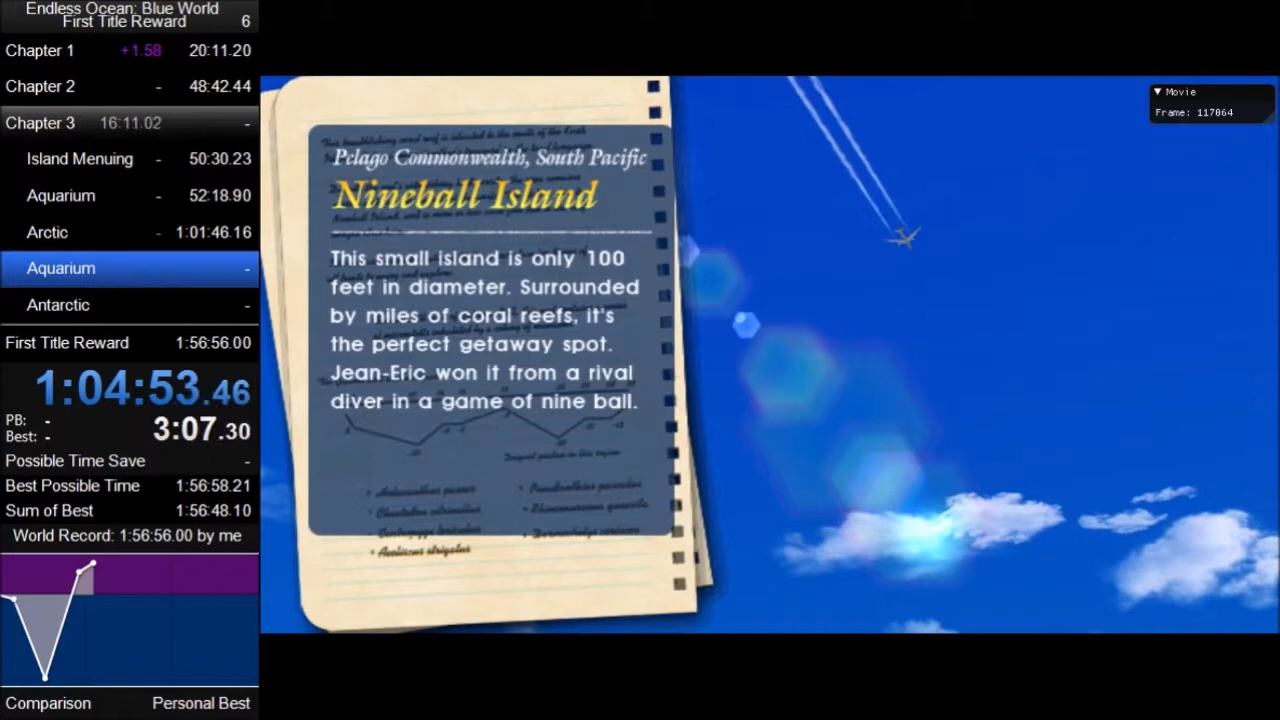 Endless Ocean: Blue World
First Title Reward 6
Chapter 1 +1.58 20:11.20
Chapter 2 - 48:42.44
Chapter 3 16:11.02 -
Island Menuing - 50:30.23
Aquarium - 52:18.90
Arctic - 1:01:46.16
Aquarium -
Antarctic -
First Title Reward 1:56:56.00
1:04:53.46
PB: -
Best: -
3:07.30
Possible Time Save -
Best Possible Time 1:56:58.21
Sum of Best 1:56:48.10
World Record: 1:56:56.00 by me
Comparison Personal Best
Pelago Commonwealth, South Pacific
Nineball Island
This small island is only 100
feet in diameter. Surrounded
by miles of coral reefs, it's
the perfect getaway spot.
Jean-Eric won it from a rival
diver in a game of nine ball.
▼ Movie
Frame: 117064